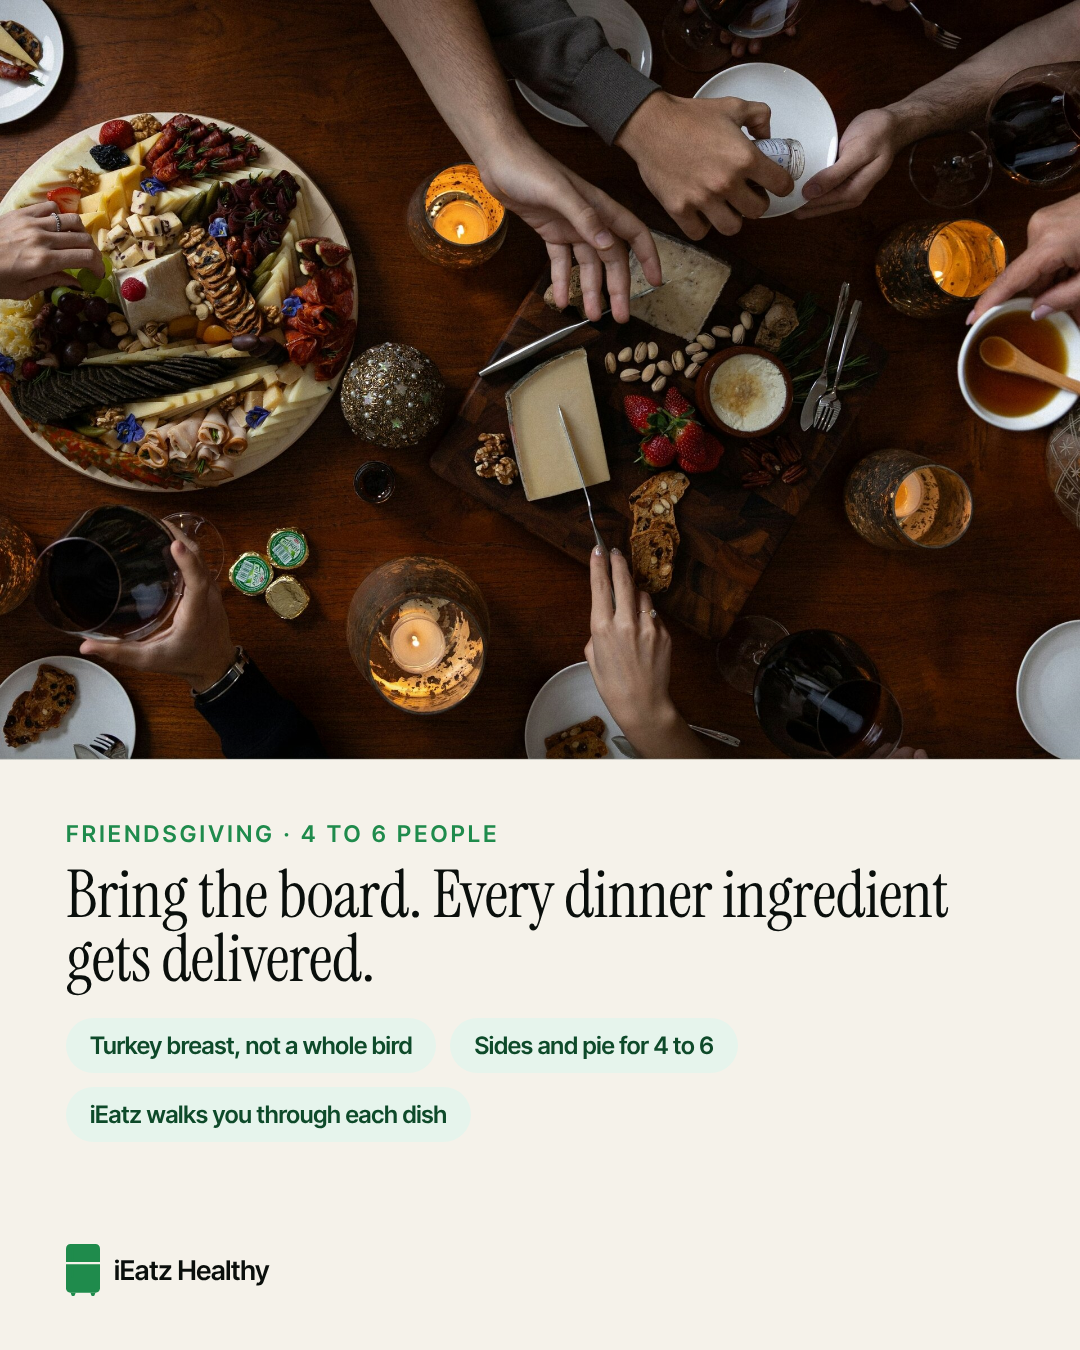 FRIENDSGIVING · 4 TO 6 PEOPLE
Bring the board. Every dinner ingredient
gets delivered.
Turkey breast, not a whole bird
Sides and pie for 4 to 6
iEatz walks you through each dish
iEatz Healthy